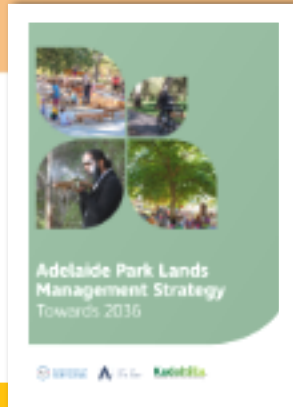 Adelaide Park Lands
Management Strategy
Towards 2036
Kadaltilla